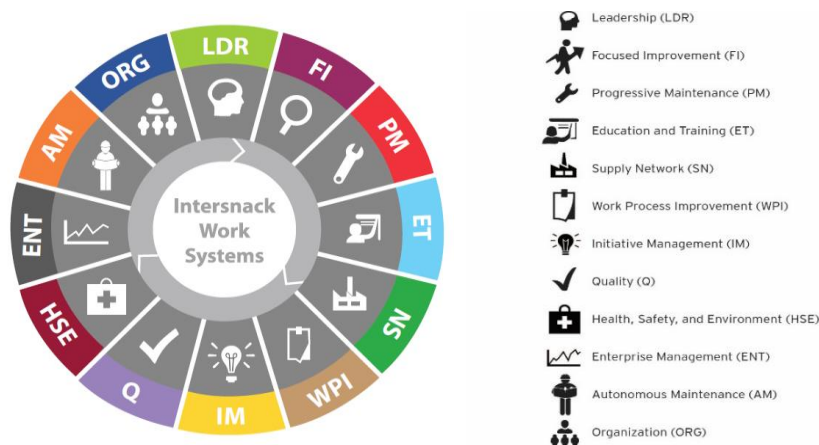 LDR
FI
PM
ET
SN
WPI
IM
Q
HSE
ENT
AM
ORG
Intersnack
Work
Systems
Leadership (LDR)
Focused Improvement (FI)
Progressive Maintenance (PM)
Education and Training (ET)
Supply Network (SN)
Work Process Improvement (WPI)
Initiative Management (IM)
Quality (Q)
Health, Safety, and Environment (HSE)
Enterprise Management (ENT)
Autonomous Maintenance (AM)
Organization (ORG)